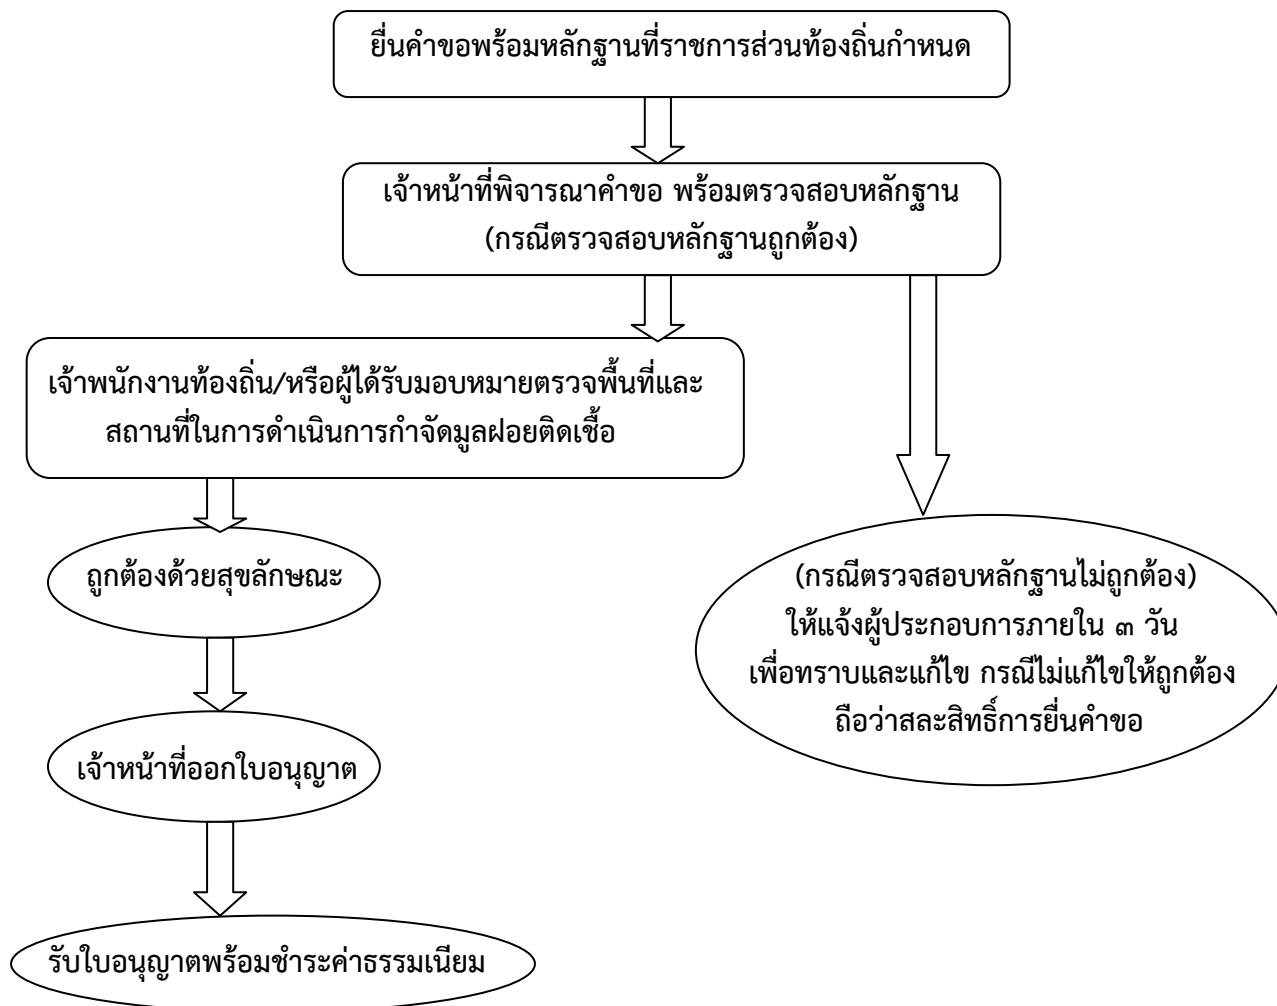 ยื่นคำขอพร้อมหลักฐานที่ราชการส่วนท้องถิ่นกำหนด
เจ้าหน้าที่พิจารณาคำขอ พร้อมตรวจสอบหลักฐาน
(กรณีตรวจสอบหลักฐานถูกต้อง)
เจ้าพนักงานท้องถิ่น/หรือผู้ได้รับมอบหมายตรวจพื้นที่และ
สถานที่ในการดำเนินการกำจัดมูลฝอยติดเชื้อ
ถูกต้องด้วยสุขลักษณะ
(กรณีตรวจสอบหลักฐานไม่ถูกต้อง)
ให้แจ้งผู้ประกอบการภายใน ๓ วัน
เพื่อทราบและแก้ไข กรณีไม่แก้ไขให้ถูกต้อง
ถือว่าสละสิทธิ์การยื่นคำขอ
เจ้าหน้าที่ออกใบอนุญาต
รับใบอนุญาตพร้อมชำระค่าธรรมเนียม